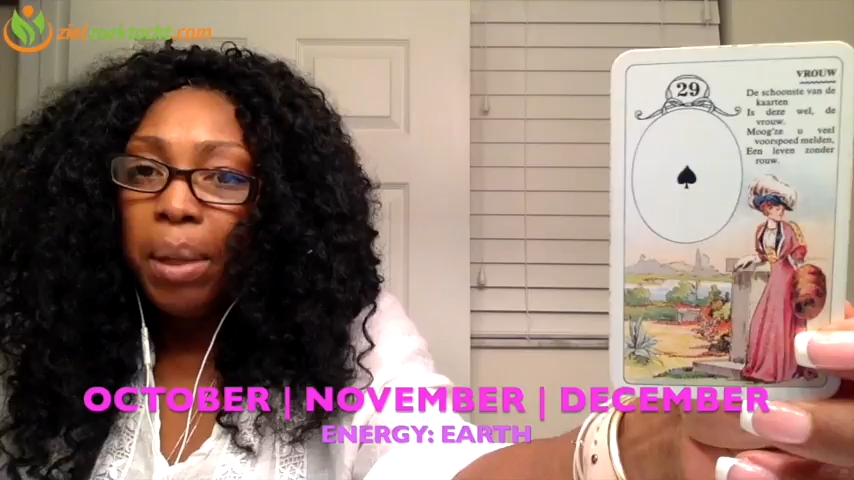 zielzoektocht.com
29
VROUW
De schoonste van de
kaarten
Is deze wel, de
vrouw.
Moog'ze u veel
voorspoed melden,
Een leven zonder
rouw.
OCTOBER | NOVEMBER | DECEMBER
ENERGY: EARTH